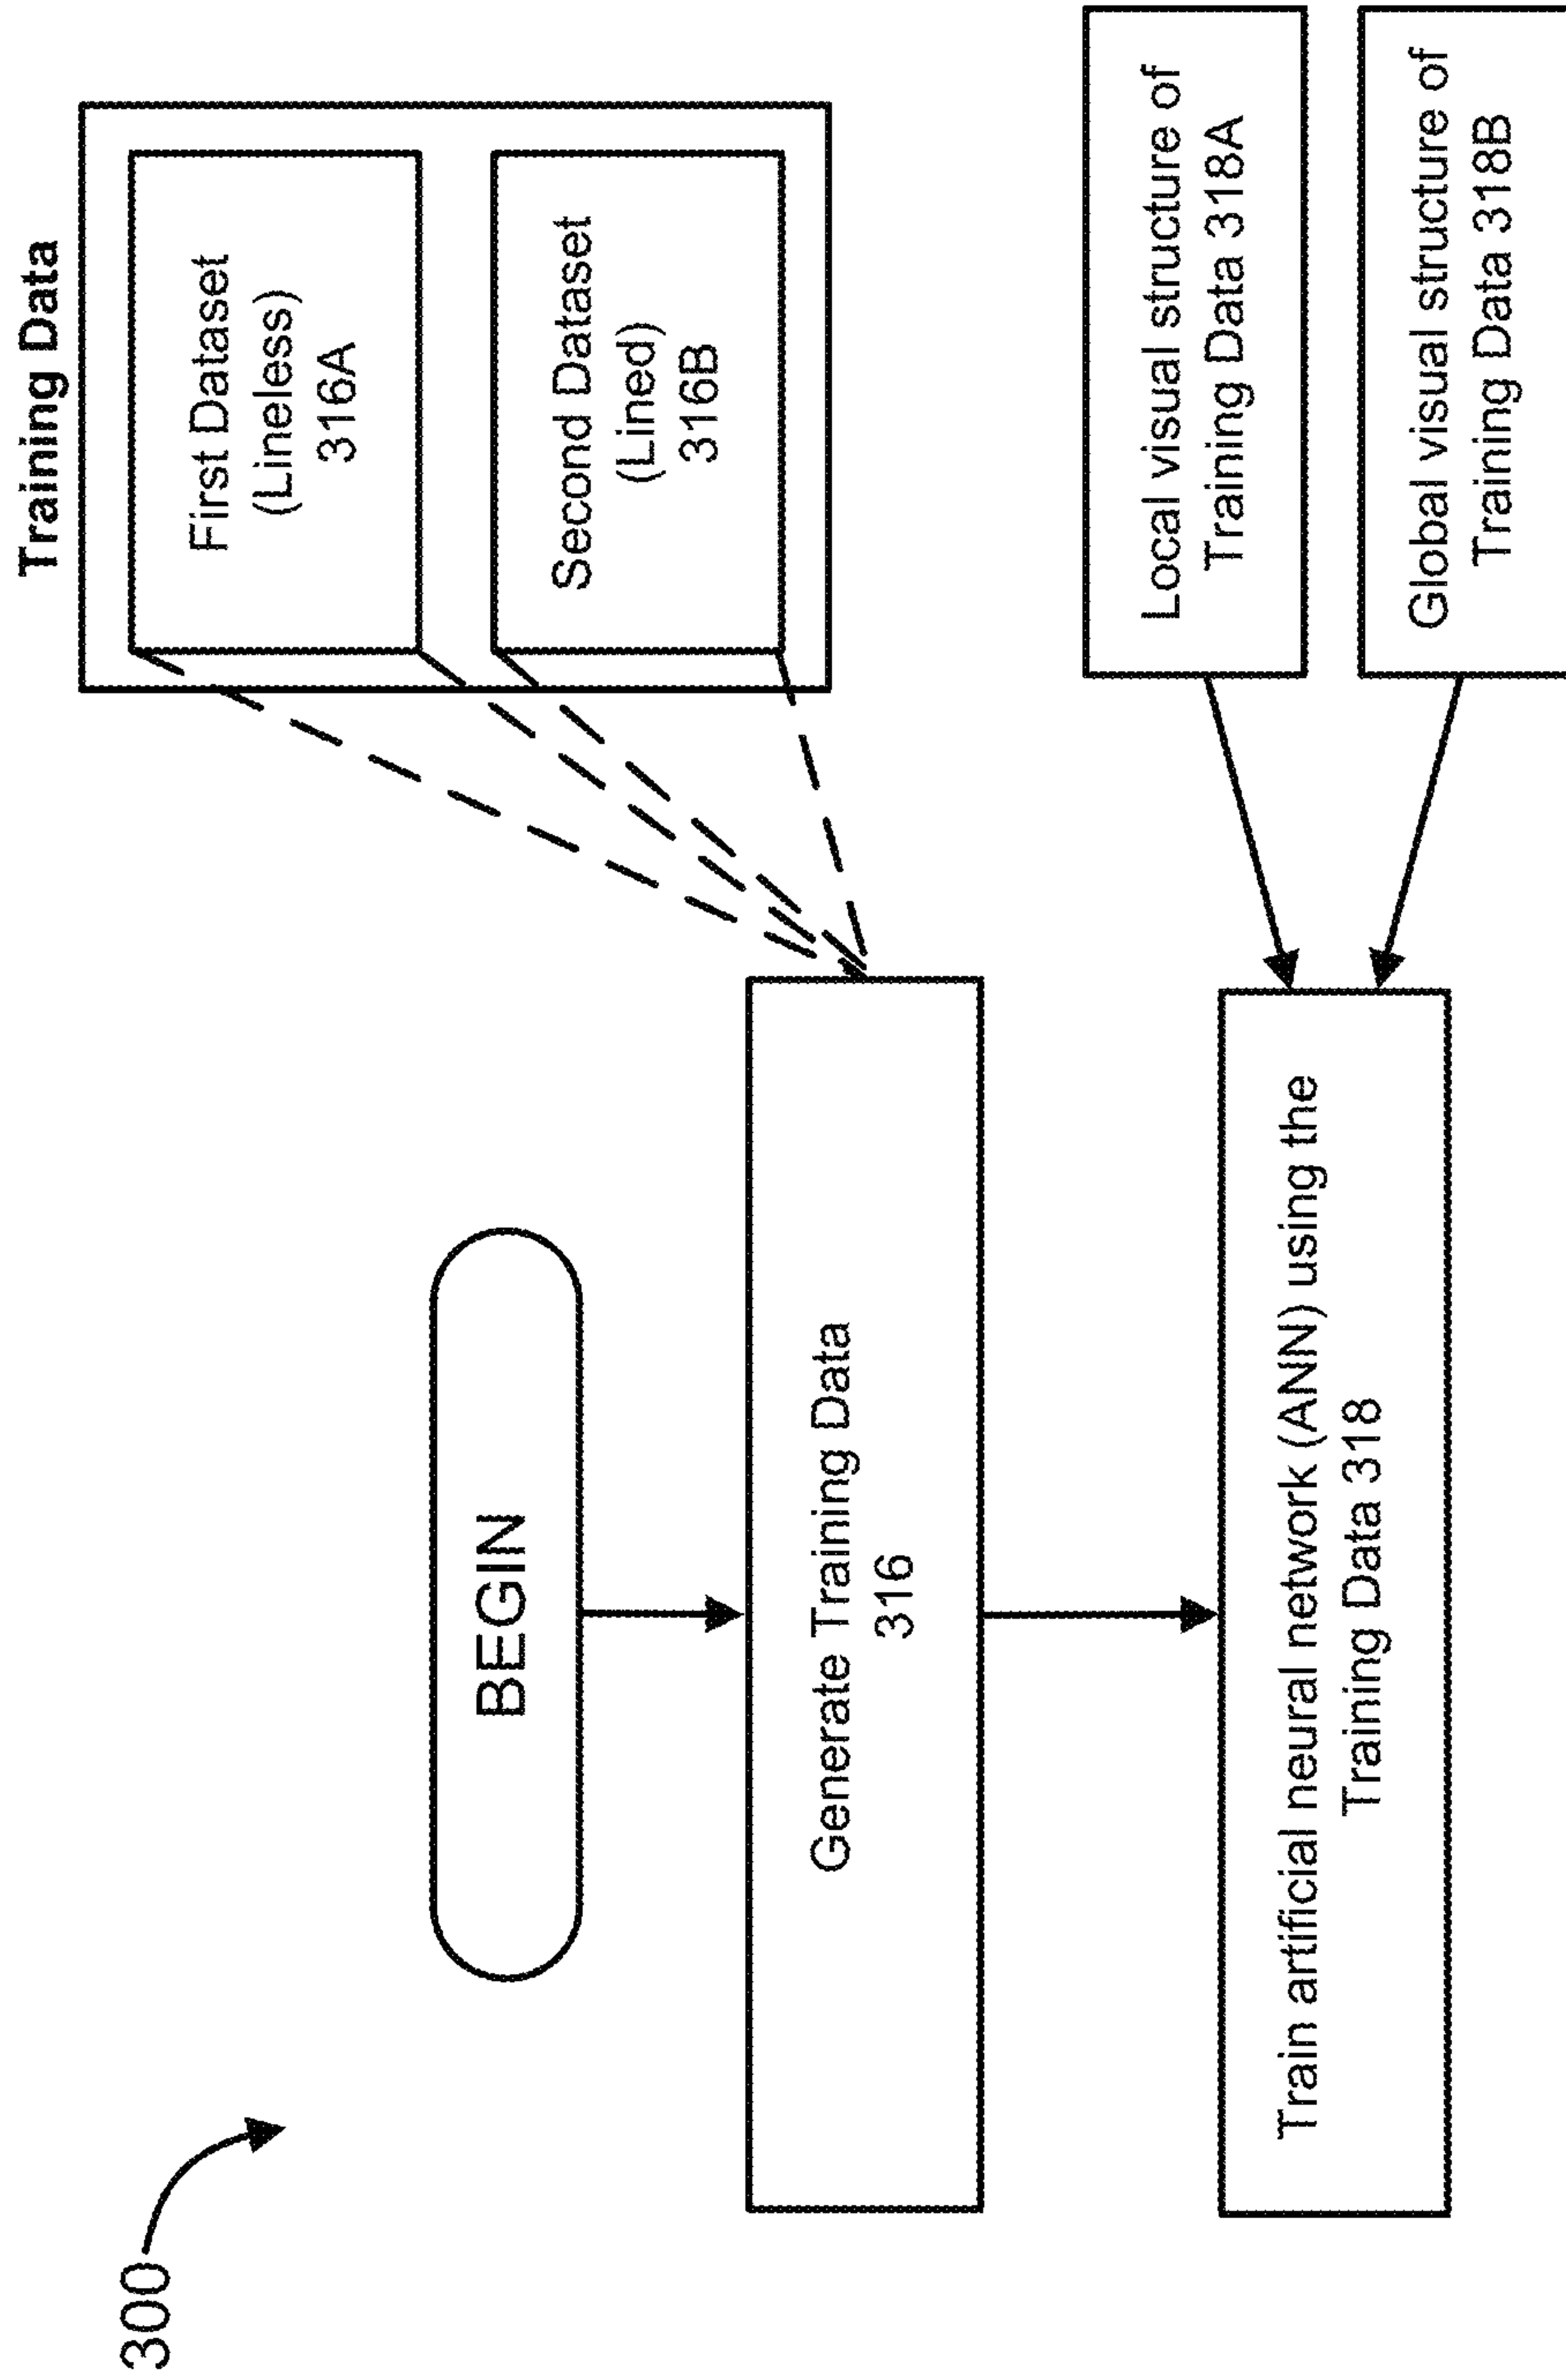 300
BEGIN
Training Data
First Dataset
(Lineless)
316A
Second Dataset
(Lined)
316B
Generate Training Data
316
Local visual structure of
Training Data 318A
Train artificial neural network (ANN) using the
Training Data 318
Global visual structure of
Training Data 318B